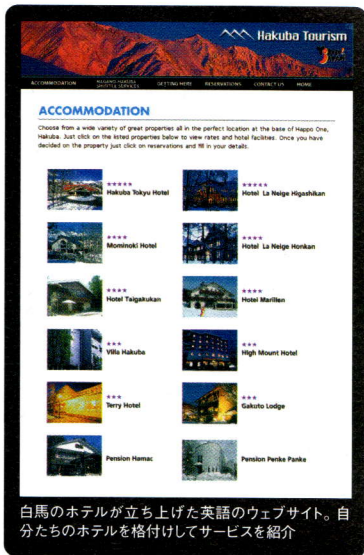 Hakuba Tourism
ACCOMMODATION
NAGANO-HAKUBA
SHUTTLE SERVICES
GETTING HERE
RESERVATIONS
CONTACT US
HOME
ACCOMMODATION
Choose from a wide variety of great properties all in the perfect location at the base of Happo One,
Hakuba. Just click on the listed properties below to view rates and hotel facilities. Once you have
decided on the property just click on reservations and fill in your details.
★★★★★
Hakuba Tokyu Hotel
★★★★★
Hotel La Neige Higashikan
★★★★
Mominoki Hotel
★★★★
Hotel La Neige Honkan
★★★★
Hotel Taigakukan
★★★★
Hotel Marillen
★★★
Villa Hakuba
★★★
High Mount Hotel
★★★
Terry Hotel
★★★
Gakuto Lodge
Pension Hamac
Pension Penke Panke
白馬のホテルが立ち上げた英語のウェブサイト。自
分たちのホテルを格付けしてサービスを紹介